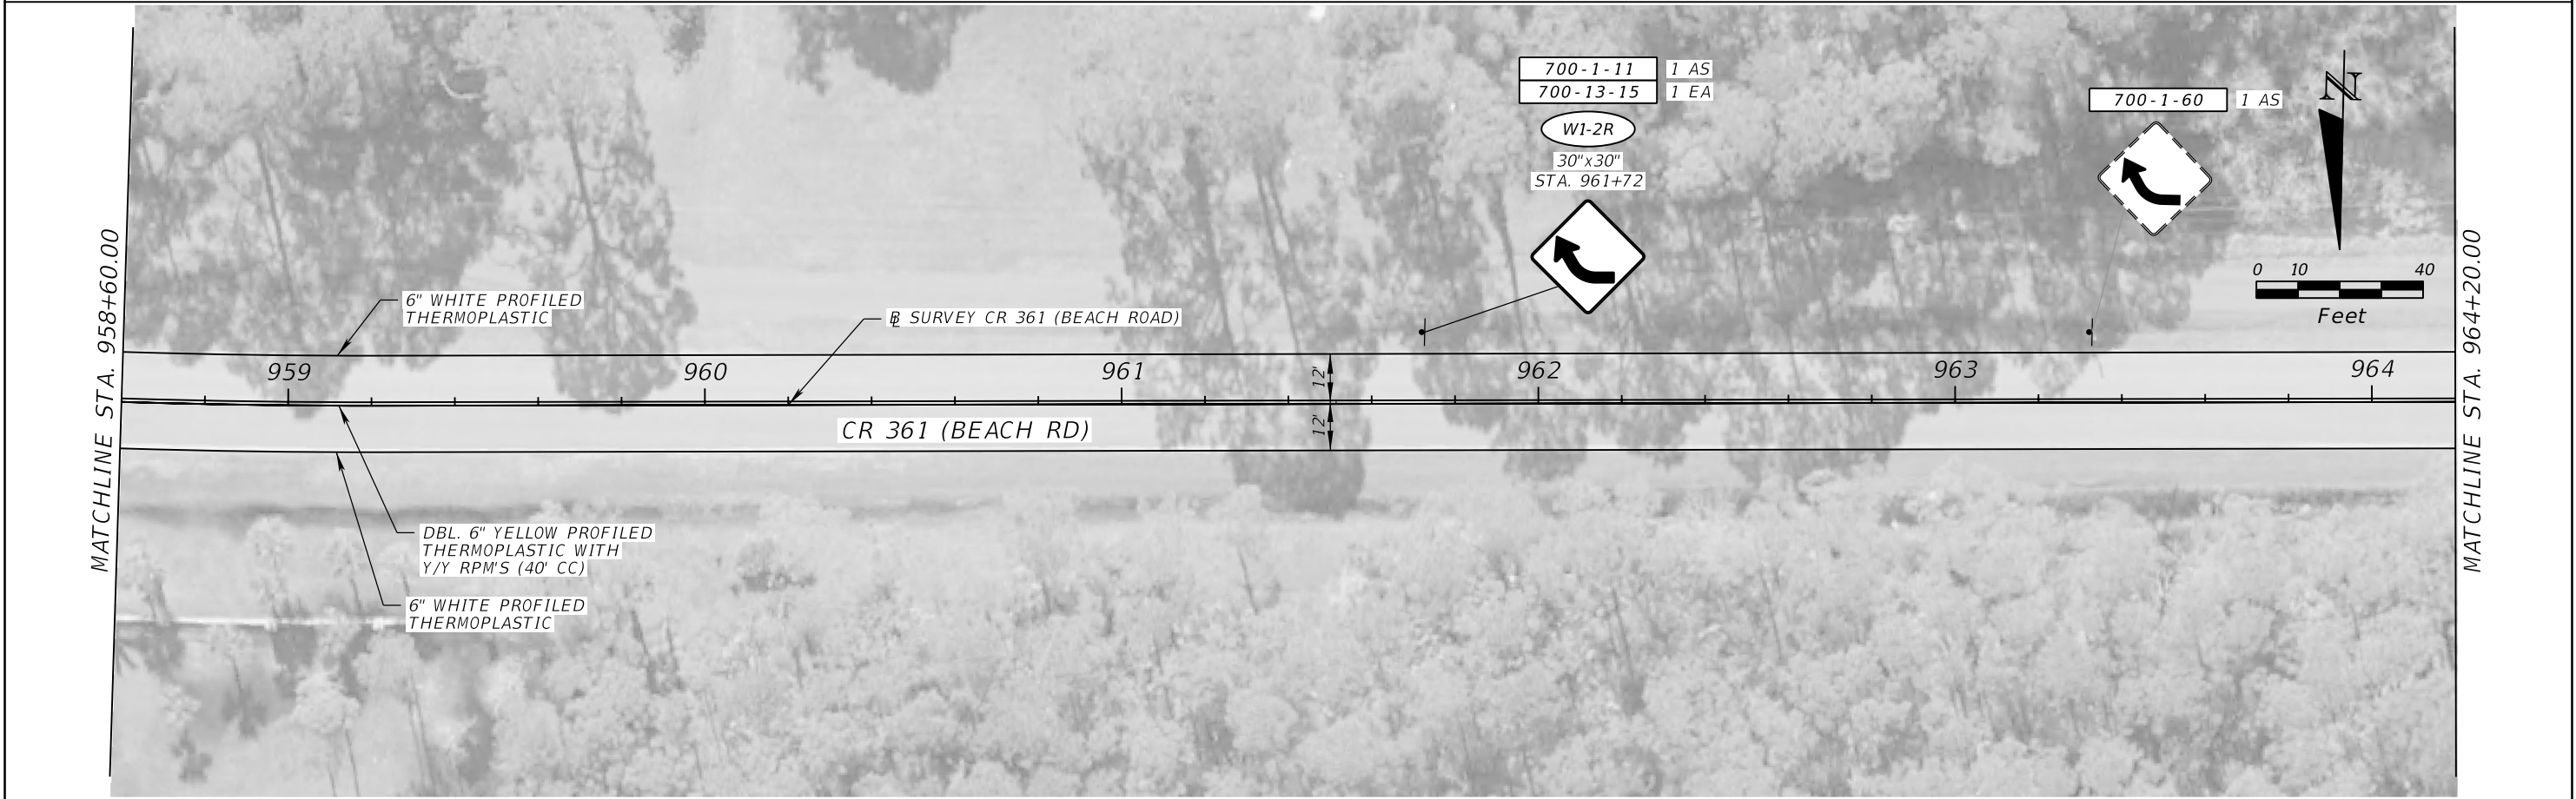 700-1-11 1 AS
700-13-15 1 EA
W1-2R
30"x30"
STA. 961+72
700-1-60 1 AS
N
0 10 40
Feet
MATCHLINE STA. 958+60.00
MATCHLINE STA. 964+20.00
6" WHITE PROFILED
THERMOPLASTIC
℄ SURVEY CR 361 (BEACH ROAD)
959 960 961 962 963 964
12'
12'
CR 361 (BEACH RD)
DBL. 6" YELLOW PROFILED
THERMOPLASTIC WITH
Y/Y RPM'S (40' CC)
6" WHITE PROFILED
THERMOPLASTIC